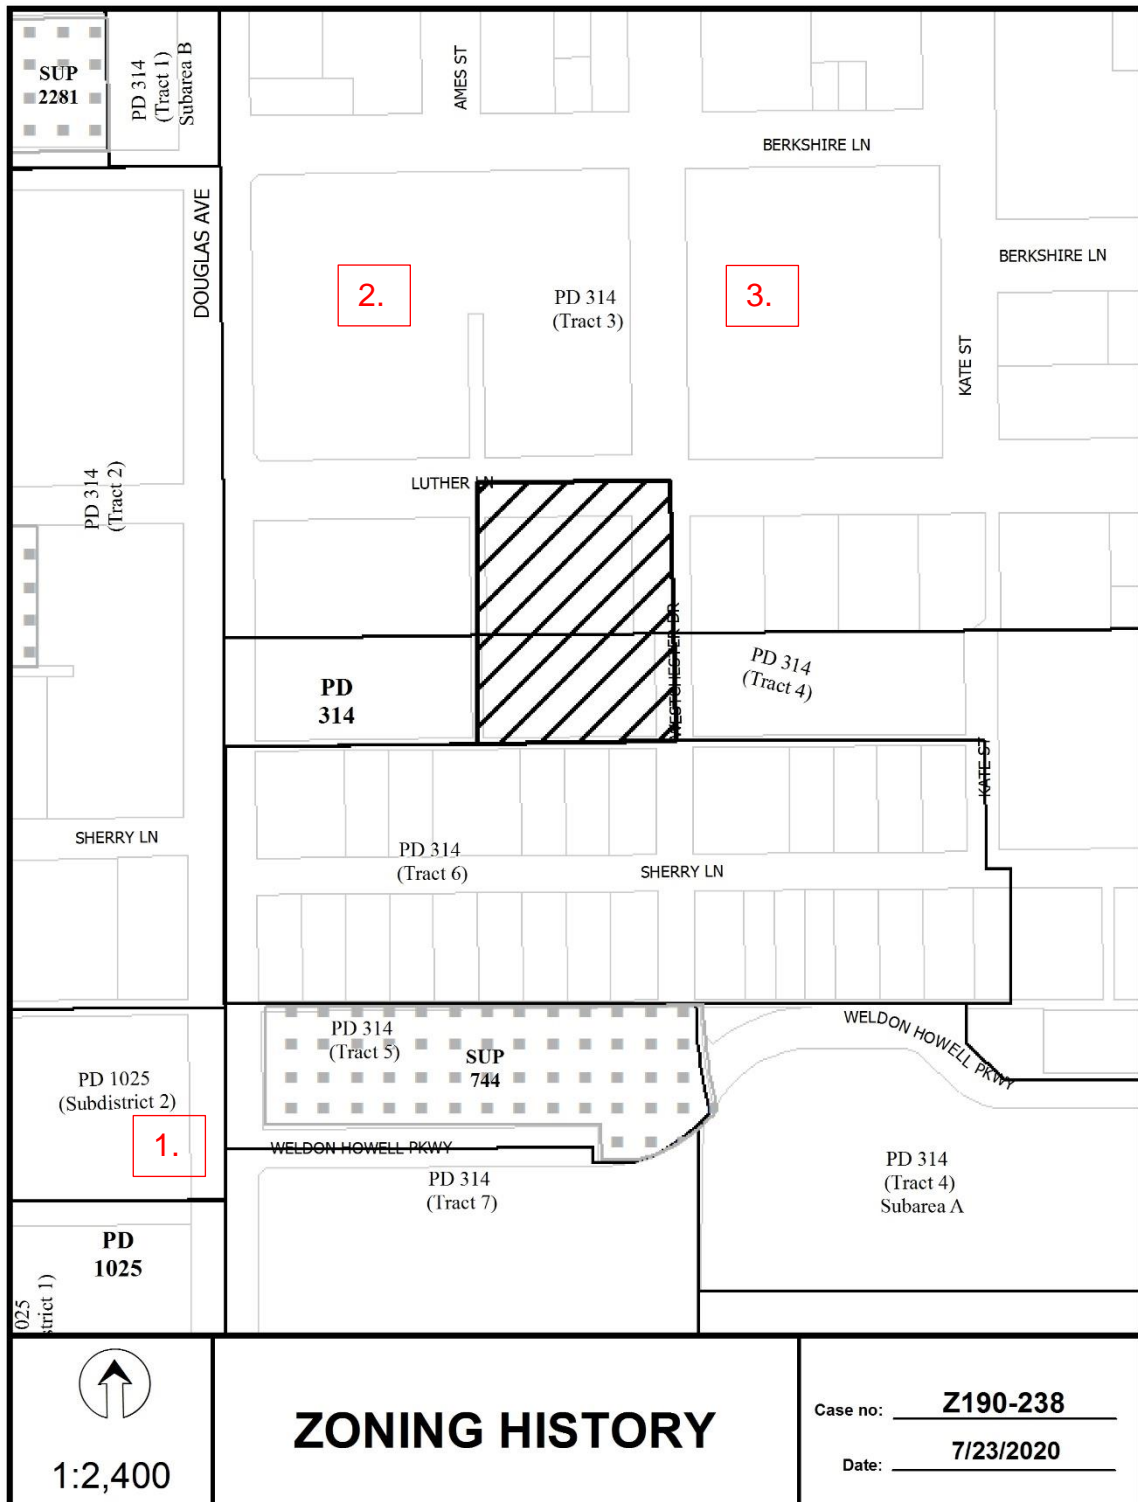 SUP
2281
PD 314
(Tract 1)
Subarea B
AMES ST
BERKSHIRE LN
DOUGLAS AVE
BERKSHIRE LN
2.
PD 314
(Tract 3)
3.
KATE ST
PD 314
(Tract 2)
LUTHER LN
WESTCHESTER DR
PD 314
(Tract 4)
PD
314
KATE ST
SHERRY LN
PD 314
(Tract 6)
SHERRY LN
PD 314
(Tract 5)
SUP
744
WELDON HOWELL PKWY
PD 1025
(Subdistrict 2)
1.
WELDON HOWELL PKWY
PD 314
(Tract 7)
PD 314
(Tract 4)
Subarea A
PD
1025
025
strict 1)
1:2,400
ZONING HISTORY
Case no: Z190-238
Date: 7/23/2020